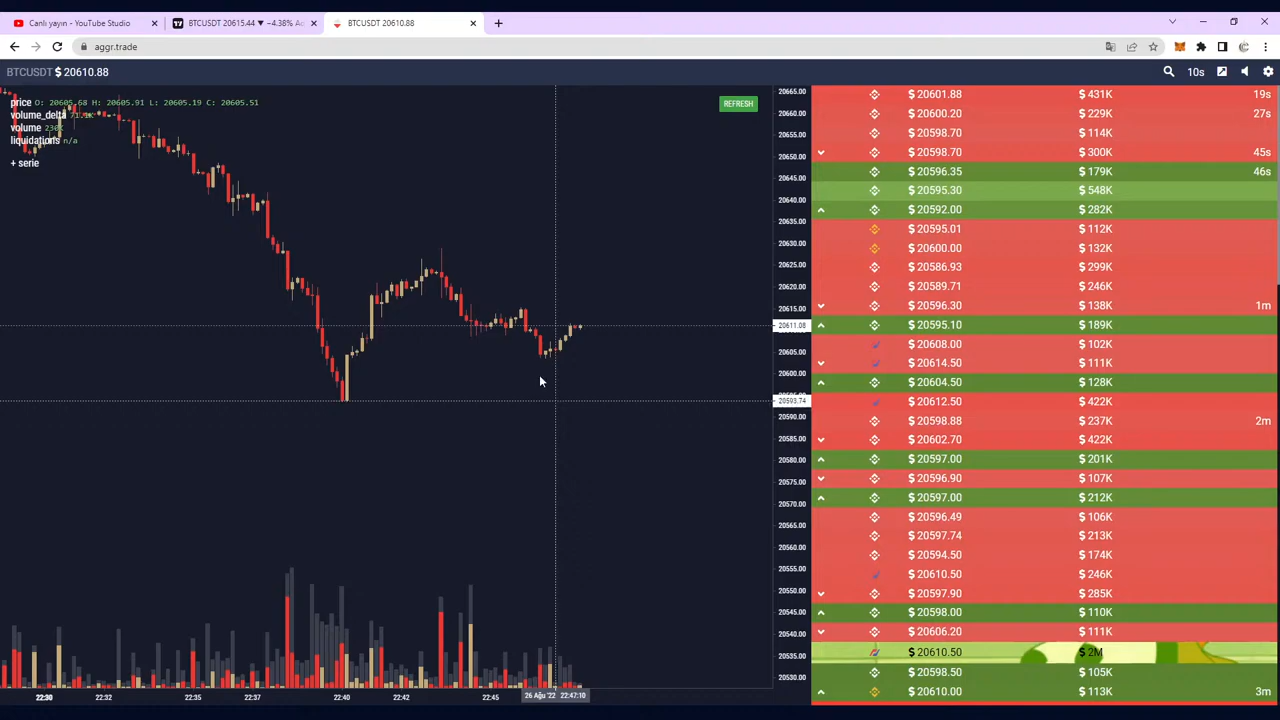 Canlı yayın - YouTube Studio
BTCUSDT 20615.44 ▼ −4.38% A
BTCUSDT 20610.88
aggr.trade
BTCUSDT $ 20610.88
10s
price O: 20605.68 H: 20605.91 L: 20605.19 C: 20605.51
volume_delta
volume 230K
liquidations n/a
+ serie
REFRESH
20665.00
20660.00
20655.00
20650.00
20645.00
20640.00
20635.00
20630.00
20625.00
20620.00
20615.00
20611.08
20605.00
20600.00
20593.74
20590.00
20585.00
20580.00
20575.00
20570.00
20565.00
20560.00
20555.00
20550.00
20545.00
20540.00
20535.00
20530.00
22:30
22:32
22:35
22:37
22:40
22:42
22:45
26 Ağu '22 22:47:10
$ 20601.88 $ 431K 19s
$ 20600.20 $ 229K 27s
$ 20598.70 $ 114K
$ 20598.70 $ 300K 45s
$ 20596.35 $ 179K 46s
$ 20595.30 $ 548K
$ 20592.00 $ 282K
$ 20595.01 $ 112K
$ 20600.00 $ 132K
$ 20586.93 $ 299K
$ 20589.71 $ 246K
$ 20596.30 $ 138K 1m
$ 20595.10 $ 189K
$ 20608.00 $ 102K
$ 20614.50 $ 111K
$ 20604.50 $ 128K
$ 20612.50 $ 422K
$ 20598.88 $ 237K 2m
$ 20602.70 $ 422K
$ 20597.00 $ 201K
$ 20596.90 $ 107K
$ 20597.00 $ 212K
$ 20596.49 $ 106K
$ 20597.74 $ 213K
$ 20594.50 $ 174K
$ 20610.50 $ 246K
$ 20597.90 $ 285K
$ 20598.00 $ 110K
$ 20606.20 $ 111K
$ 20610.50 $ 2M
$ 20598.50 $ 105K
$ 20610.00 $ 113K 3m